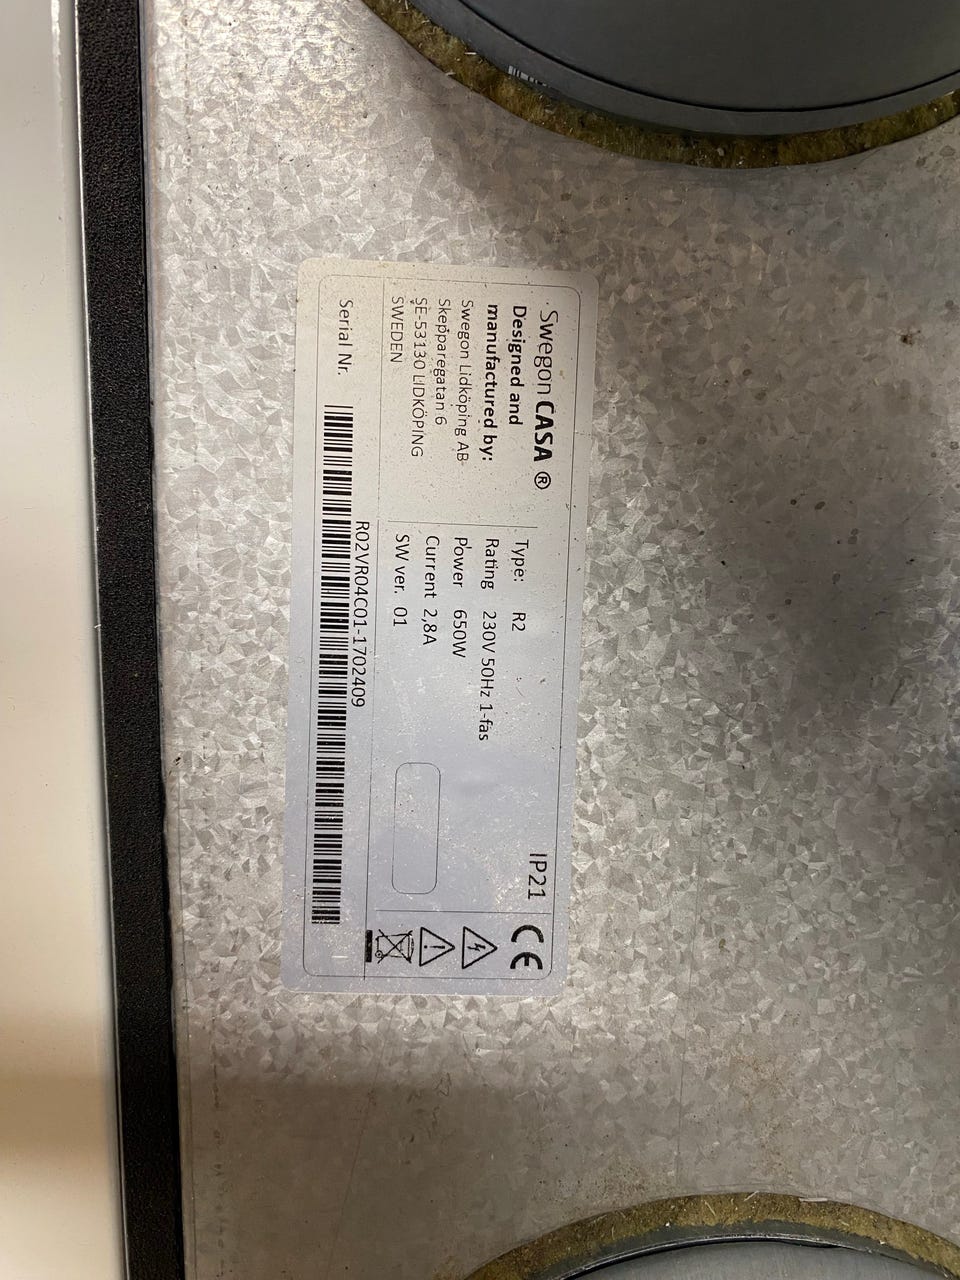 Swegon CASA ®
Designed and
manufactured by:
Swegon Lidköping AB
Skepparegatan 6
SE-53130 LIDKÖPING
SWEDEN
Type: R2
Rating 230V 50Hz 1-fas
Power 650W
Current 2,8A
SW ver. 01
IP21
CE
Serial Nr.
R02VR04C01-1702409